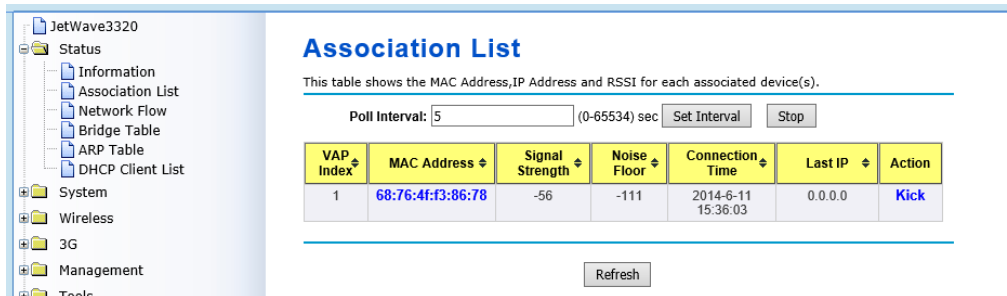 JetWave3320
Status
Information
Association List
Network Flow
Bridge Table
ARP Table
DHCP Client List
System
Wireless
3G
Management
Tools
Association List
This table shows the MAC Address,IP Address and RSSI for each associated device(s).
Poll Interval: 5 (0-65534) sec Set Interval Stop
VAP Index MAC Address Signal Strength Noise Floor Connection Time Last IP Action
1 68:76:4f:f3:86:78 -56 -111 2014-6-11 15:36:03 0.0.0.0 Kick
Refresh